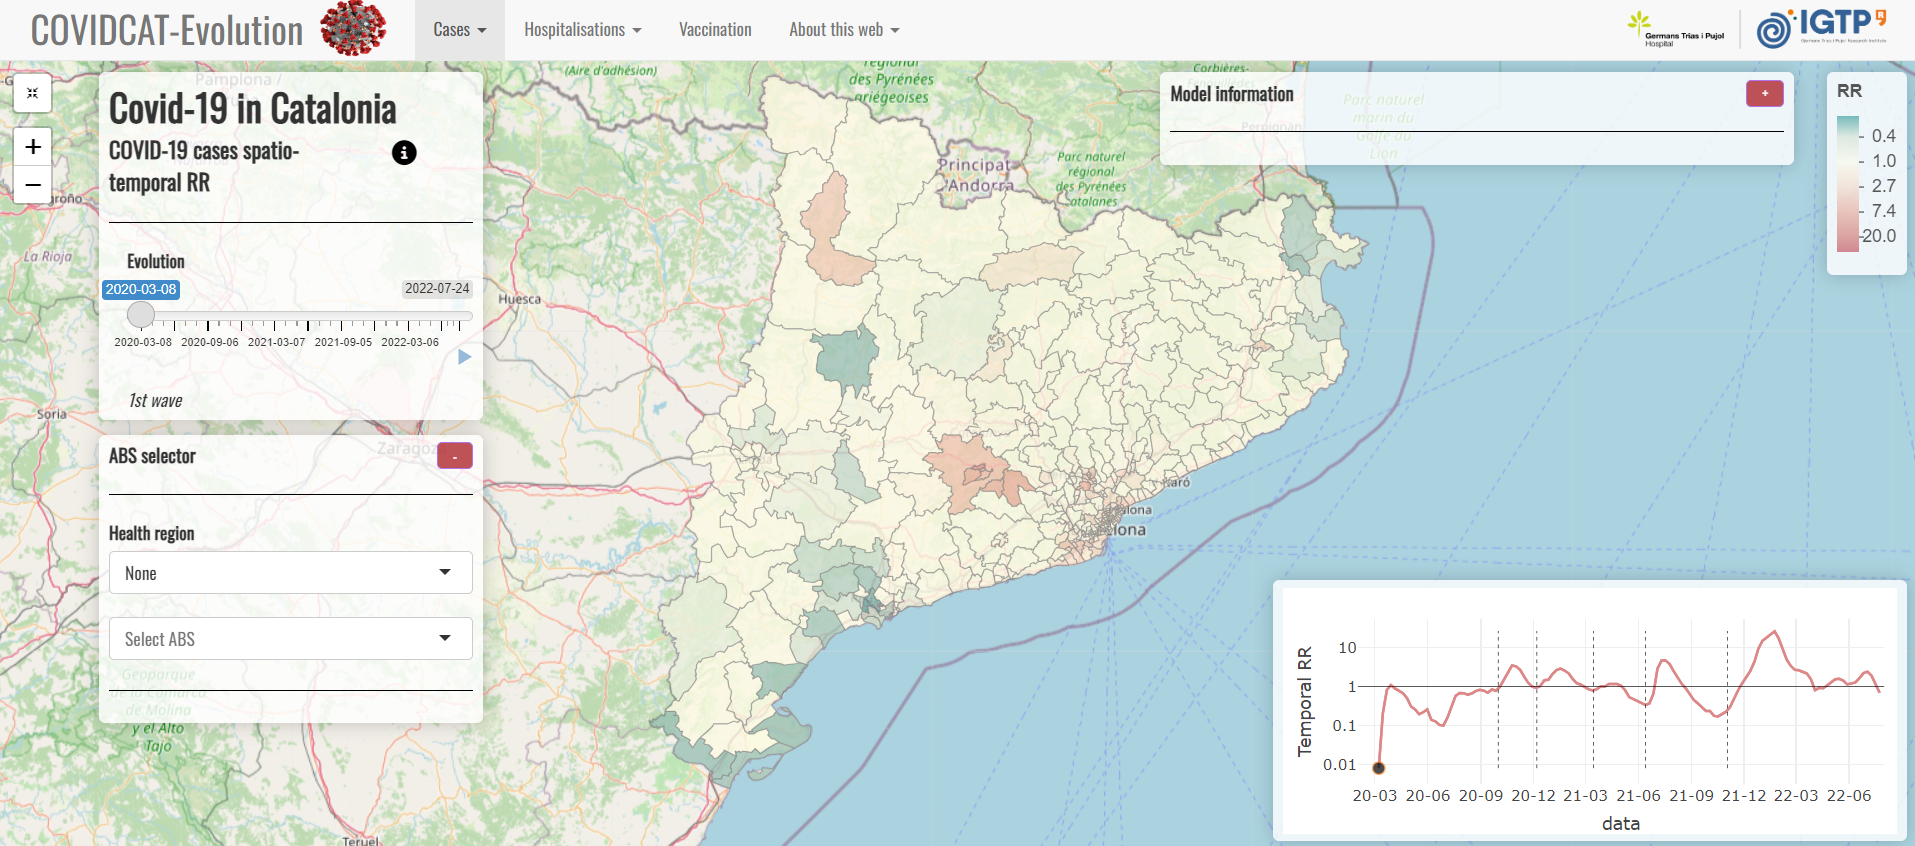 COVIDCAT-Evolution
Cases
Hospitalisations
Vaccination
About this web
Germans Trias i Pujol
Hospital
IGTP
Germans Trias i Pujol Research Institute
Covid-19 in Catalonia
COVID-19 cases spatio-
temporal RR
Evolution
2020-03-08
2022-07-24
2020-03-08 2020-09-06 2021-03-07 2021-09-05 2022-03-06
1st wave
ABS selector
-
Health region
None
Select ABS
Model information
+
RR
0.4
1.0
2.7
7.4
20.0
Pamplona /
(Aire d'adhésion)
régional
des Pyrénées
ariégeoises
Corbières-
Parc naturel
marin du
Golfe du
Lion
Perpignan
Principat
d'Andorra
Parc naturel
régional
des Pyrénées
catalanes
La Rioja
Huesca
Soria
Zaragoza
Geoparque
de la Comarca
de Molina
y el Alto
Tajo
Teruel
Temporal RR
10
1
0.1
0.01
20-03 20-06 20-09 20-12 21-03 21-06 21-09 21-12 22-03 22-06
data